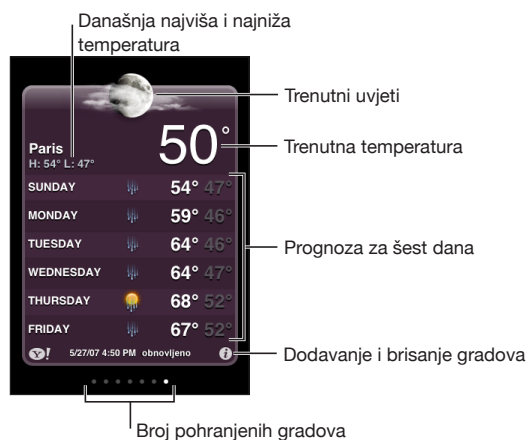 Današnja najviša i najniža
temperatura
Trenutni uvjeti
50°
Trenutna temperatura
Paris
H: 54° L: 47°
SUNDAY 54° 47°
MONDAY 59° 46°
TUESDAY 64° 46°
Prognoza za šest dana
WEDNESDAY 64° 47°
THURSDAY 68° 52°
FRIDAY 67° 52°
Y! 5/27/07 4:50 PM obnovljeno i
Dodavanje i brisanje gradova
Broj pohranjenih gradova